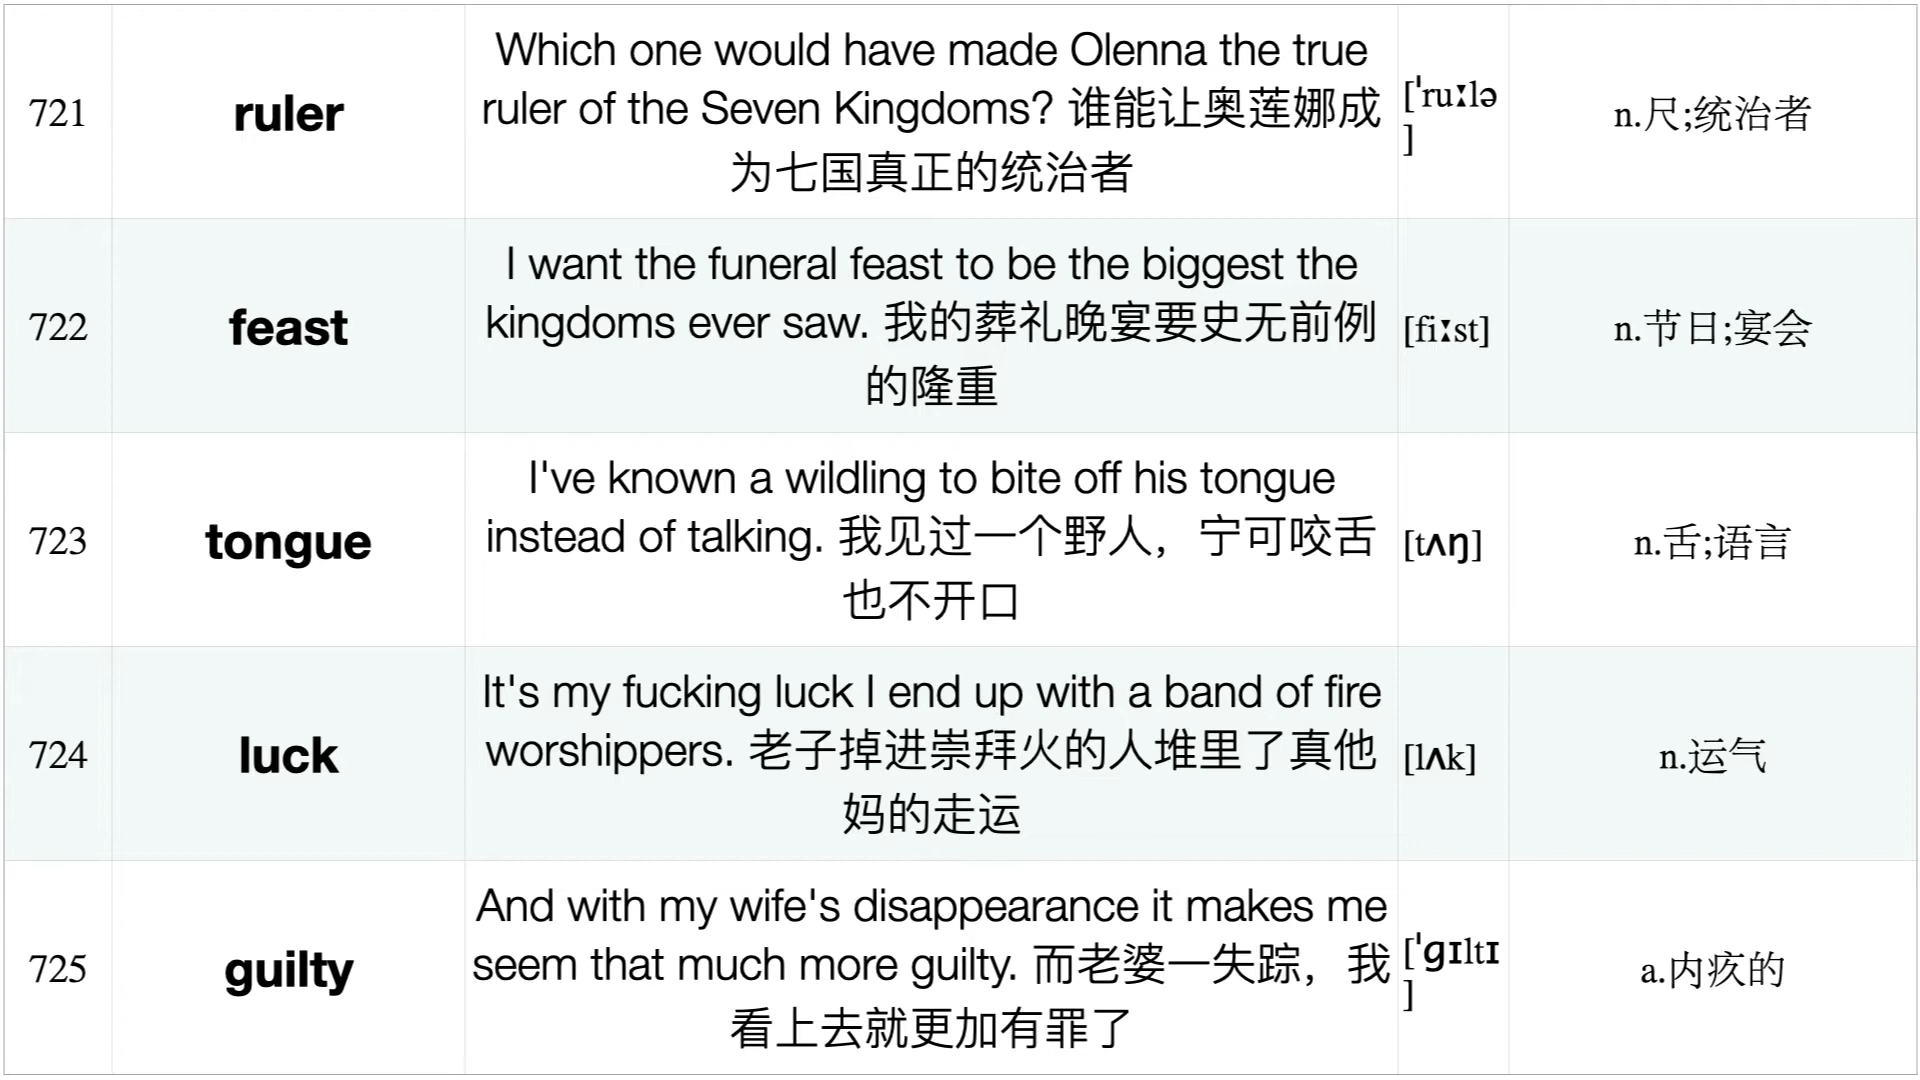 721 ruler Which one would have made Olenna the true
ruler of the Seven Kingdoms? 谁能让奥莲娜成
为七国真正的统治者
[ˈruːlə
]
n.尺;统治者
722 feast I want the funeral feast to be the biggest the
kingdoms ever saw. 我的葬礼晚宴要史无前例
的隆重
[fiːst]
n.节日;宴会
723 tongue I've known a wildling to bite off his tongue
instead of talking. 我见过一个野人，宁可咬舌
也不开口
[tʌŋ]
n.舌;语言
724 luck It's my fucking luck I end up with a band of fire
worshippers. 老子掉进崇拜火的人堆里了真他
妈的走运
[lʌk]
n.运气
725 guilty And with my wife's disappearance it makes me
seem that much more guilty. 而老婆一失踪，我
看上去就更加有罪了
[ˈɡɪltɪ
]
a.内疚的